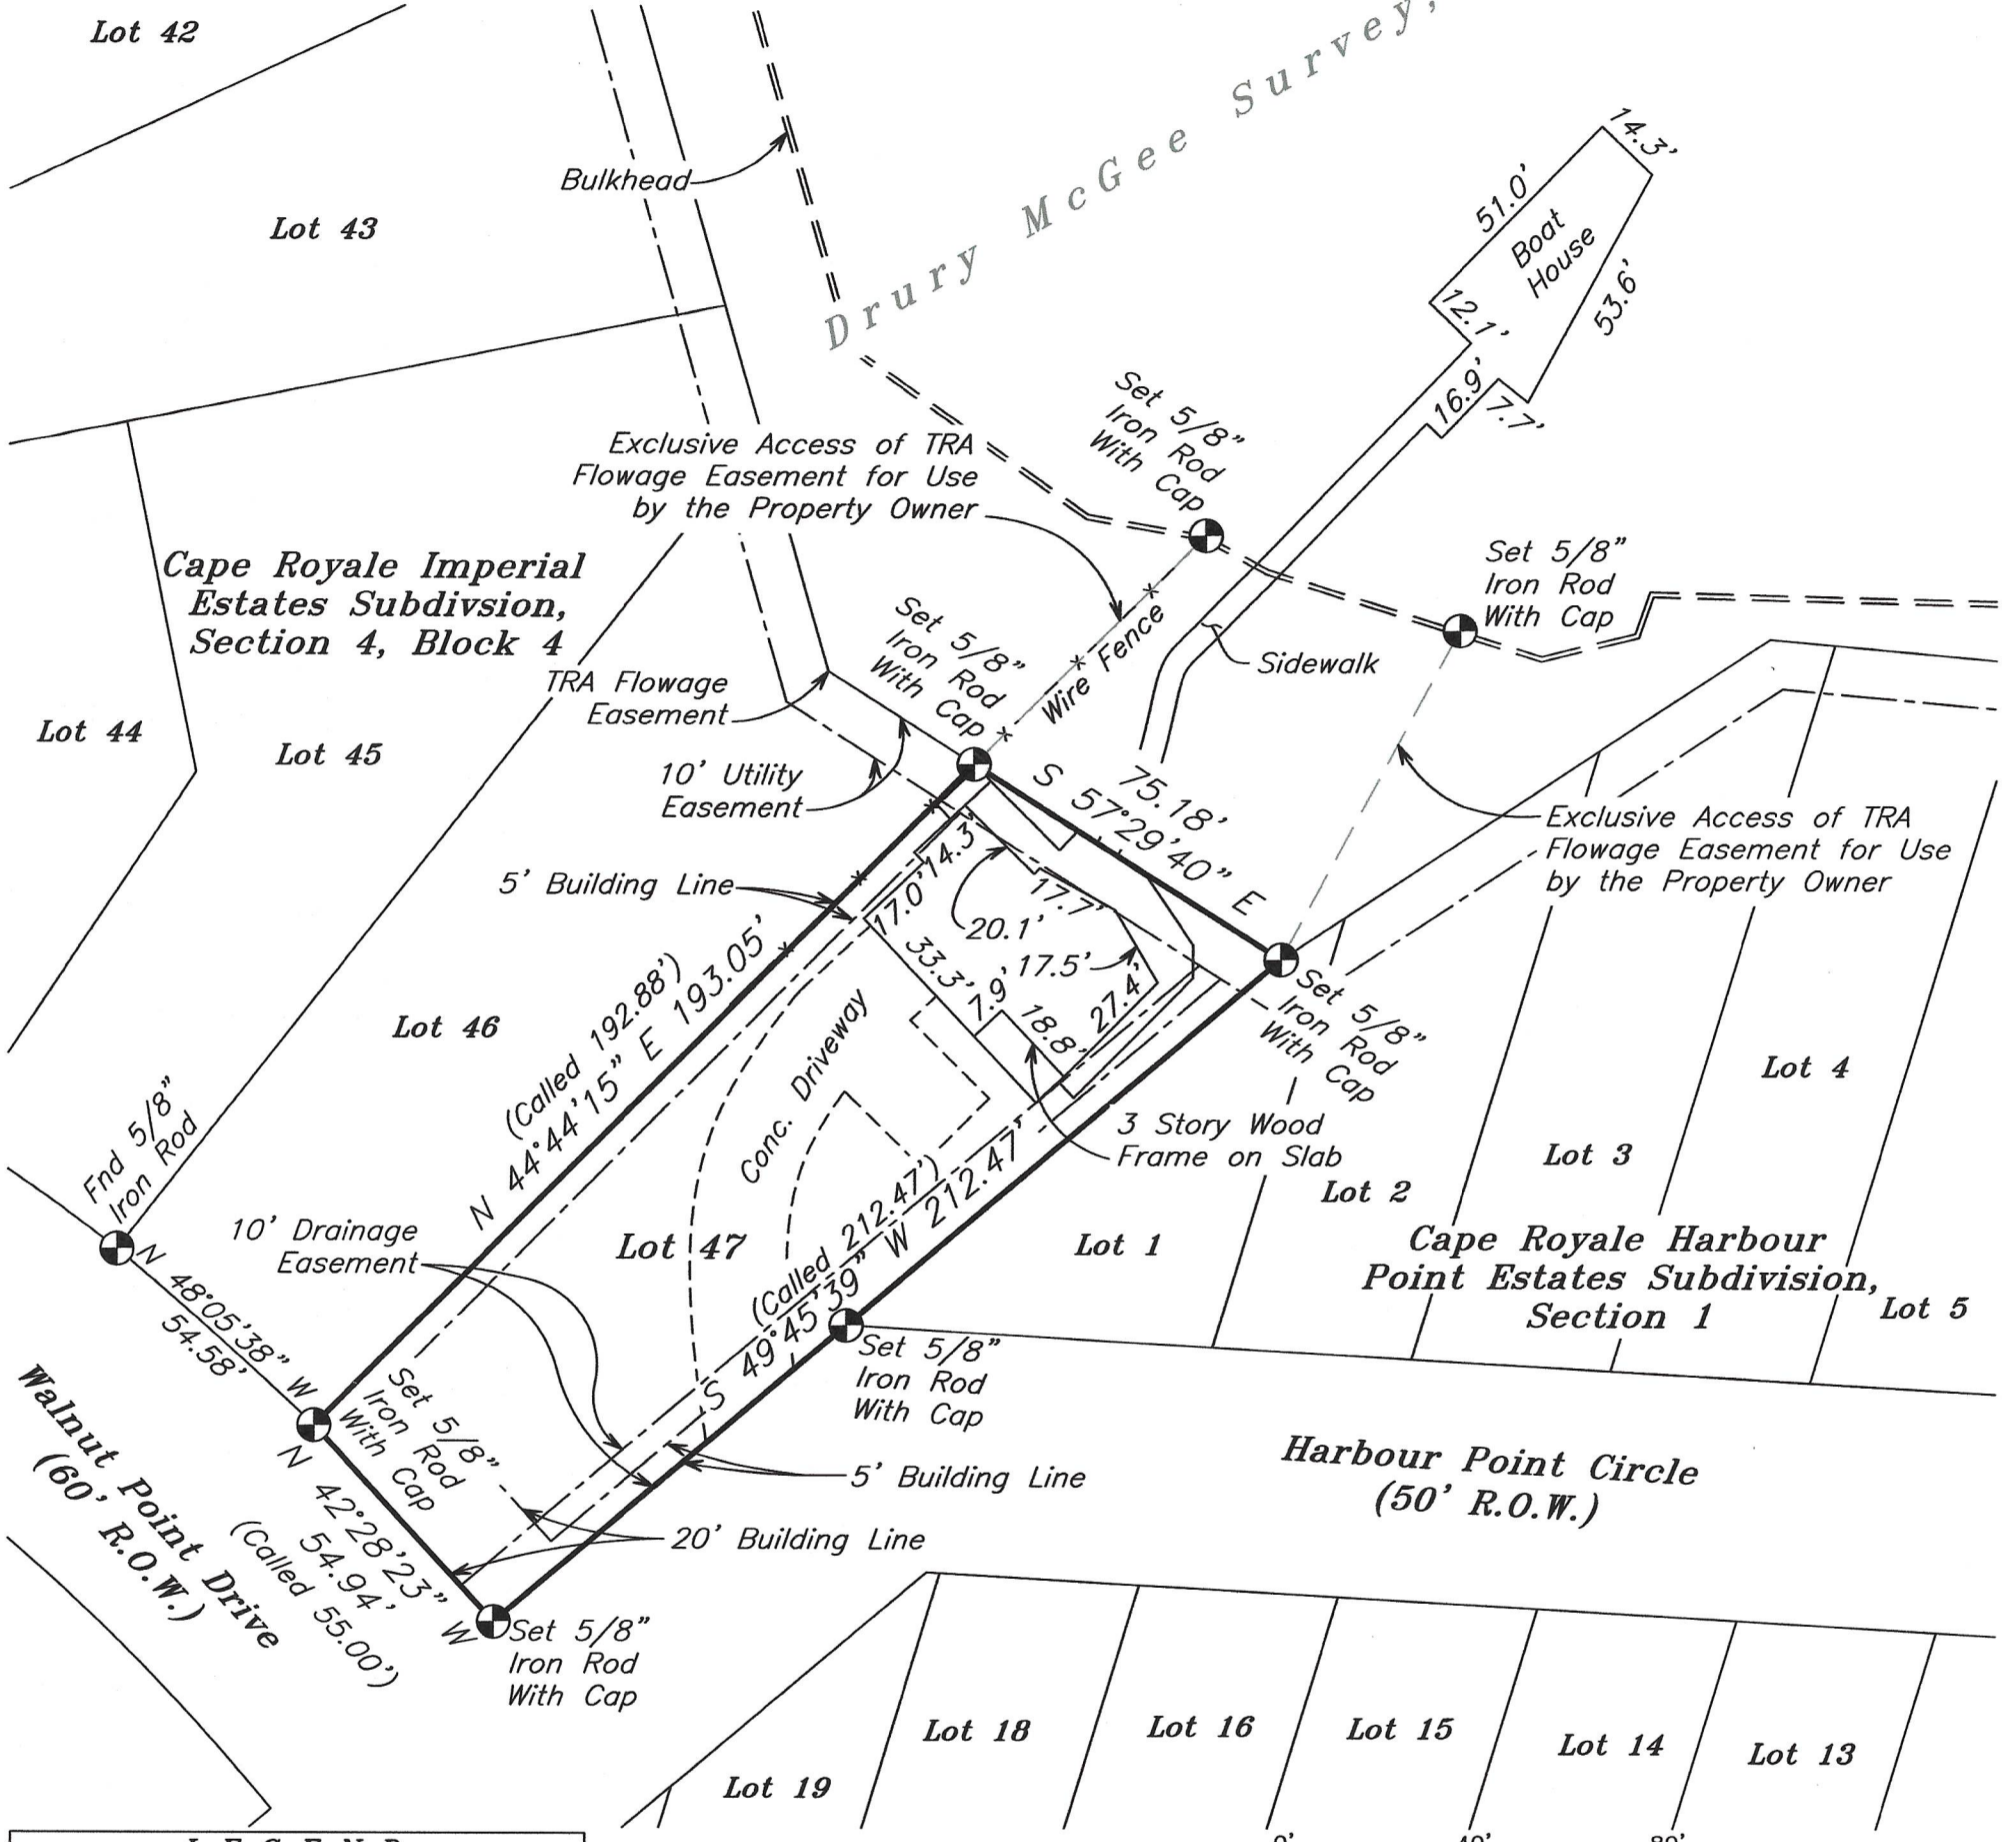 Lot 42
Drury McGee Survey,
Bulkhead
Lot 43
14.3'
51.0'
Boat
House
53.6'
12.1'
16.9'
7.7'
Exclusive Access of TRA
Flowage Easement for Use
by the Property Owner
Set 5/8"
Iron Rod
With Cap
Set 5/8"
Iron Rod
With Cap
Cape Royale Imperial
Estates Subdivsion,
Section 4, Block 4
Set 5/8"
Iron Rod
With Cap
Wire Fence
Sidewalk
TRA Flowage
Easement
Lot 44
Lot 45
10' Utility
Easement
75.18'
S 57°29'40" E
Exclusive Access of TRA
Flowage Easement for Use
by the Property Owner
5' Building Line
14.3'
17.0'
17.7'
20.1'
33.3'
17.5'
7.9'
18.8'
27.4'
(Called 192.88')
N 44°44'15" E 193.05'
Lot 46
Conc. Driveway
Set 5/8"
Iron Rod
With Cap
Lot 4
Fnd 5/8"
Iron Rod
3 Story Wood
Frame on Slab
Lot 3
Lot 2
10' Drainage
Easement
Lot 47
(Called 212.47')
S 49°45'39" W 212.47'
Lot 1
Cape Royale Harbour
Point Estates Subdivision,
Section 1
Lot 5
N 48°05'38" W
54.58'
Set 5/8"
Iron Rod
With Cap
Set 5/8"
Iron Rod
With Cap
Walnut Point Drive
(60' R.O.W.)
N 42°28'23" W
54.94'
(Called 55.00')
5' Building Line
Harbour Point Circle
(50' R.O.W.)
20' Building Line
Set 5/8"
Iron Rod
With Cap
Lot 18
Lot 16
Lot 15
Lot 14
Lot 13
Lot 19
LEGEND
0' 40' 80'